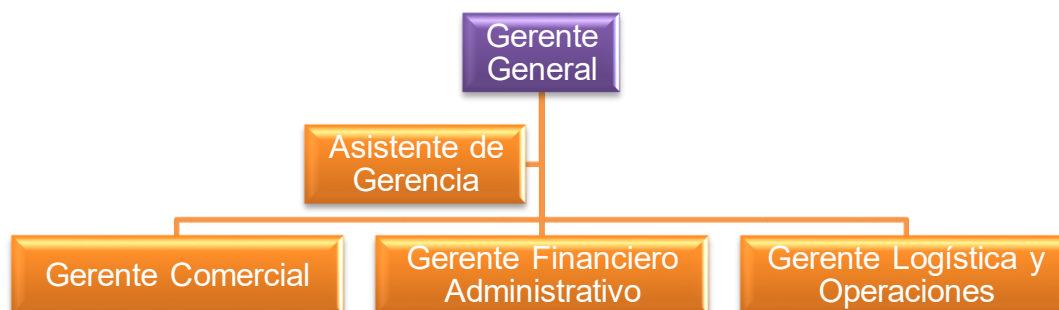 Gerente
General
Asistente de
Gerencia
Gerente Comercial
Gerente Financiero
Administrativo
Gerente Logística y
Operaciones